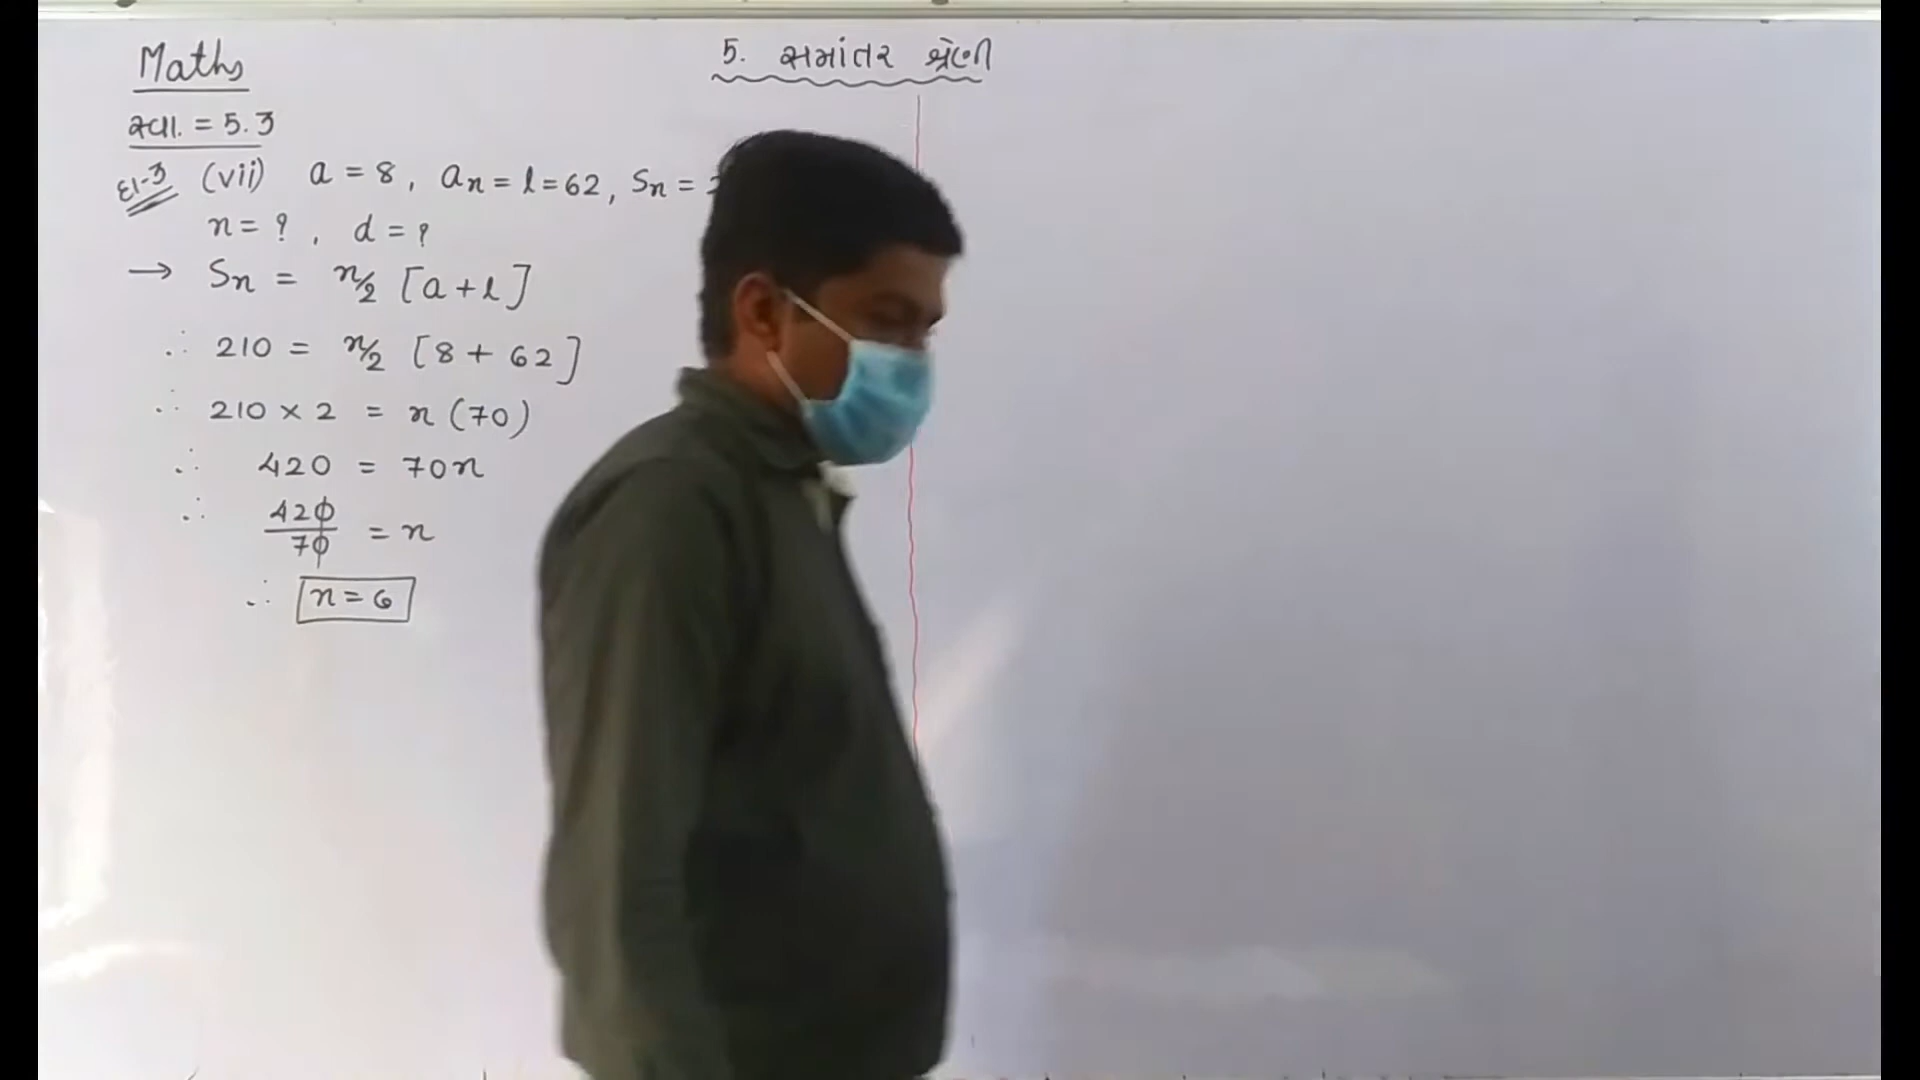 Maths
5. સમાંતર શ્રેણી
સ્વા. = 5.3
દા-3 (vii) a = 8, an = l = 62, Sn =
n = ?, d = ?
→ Sn = n/2 [a + l]
∴ 210 = n/2 [8 + 62]
∴ 210 × 2 = n (70)
∴ 420 = 70n
∴ 420/70 = n
∴ n = 6